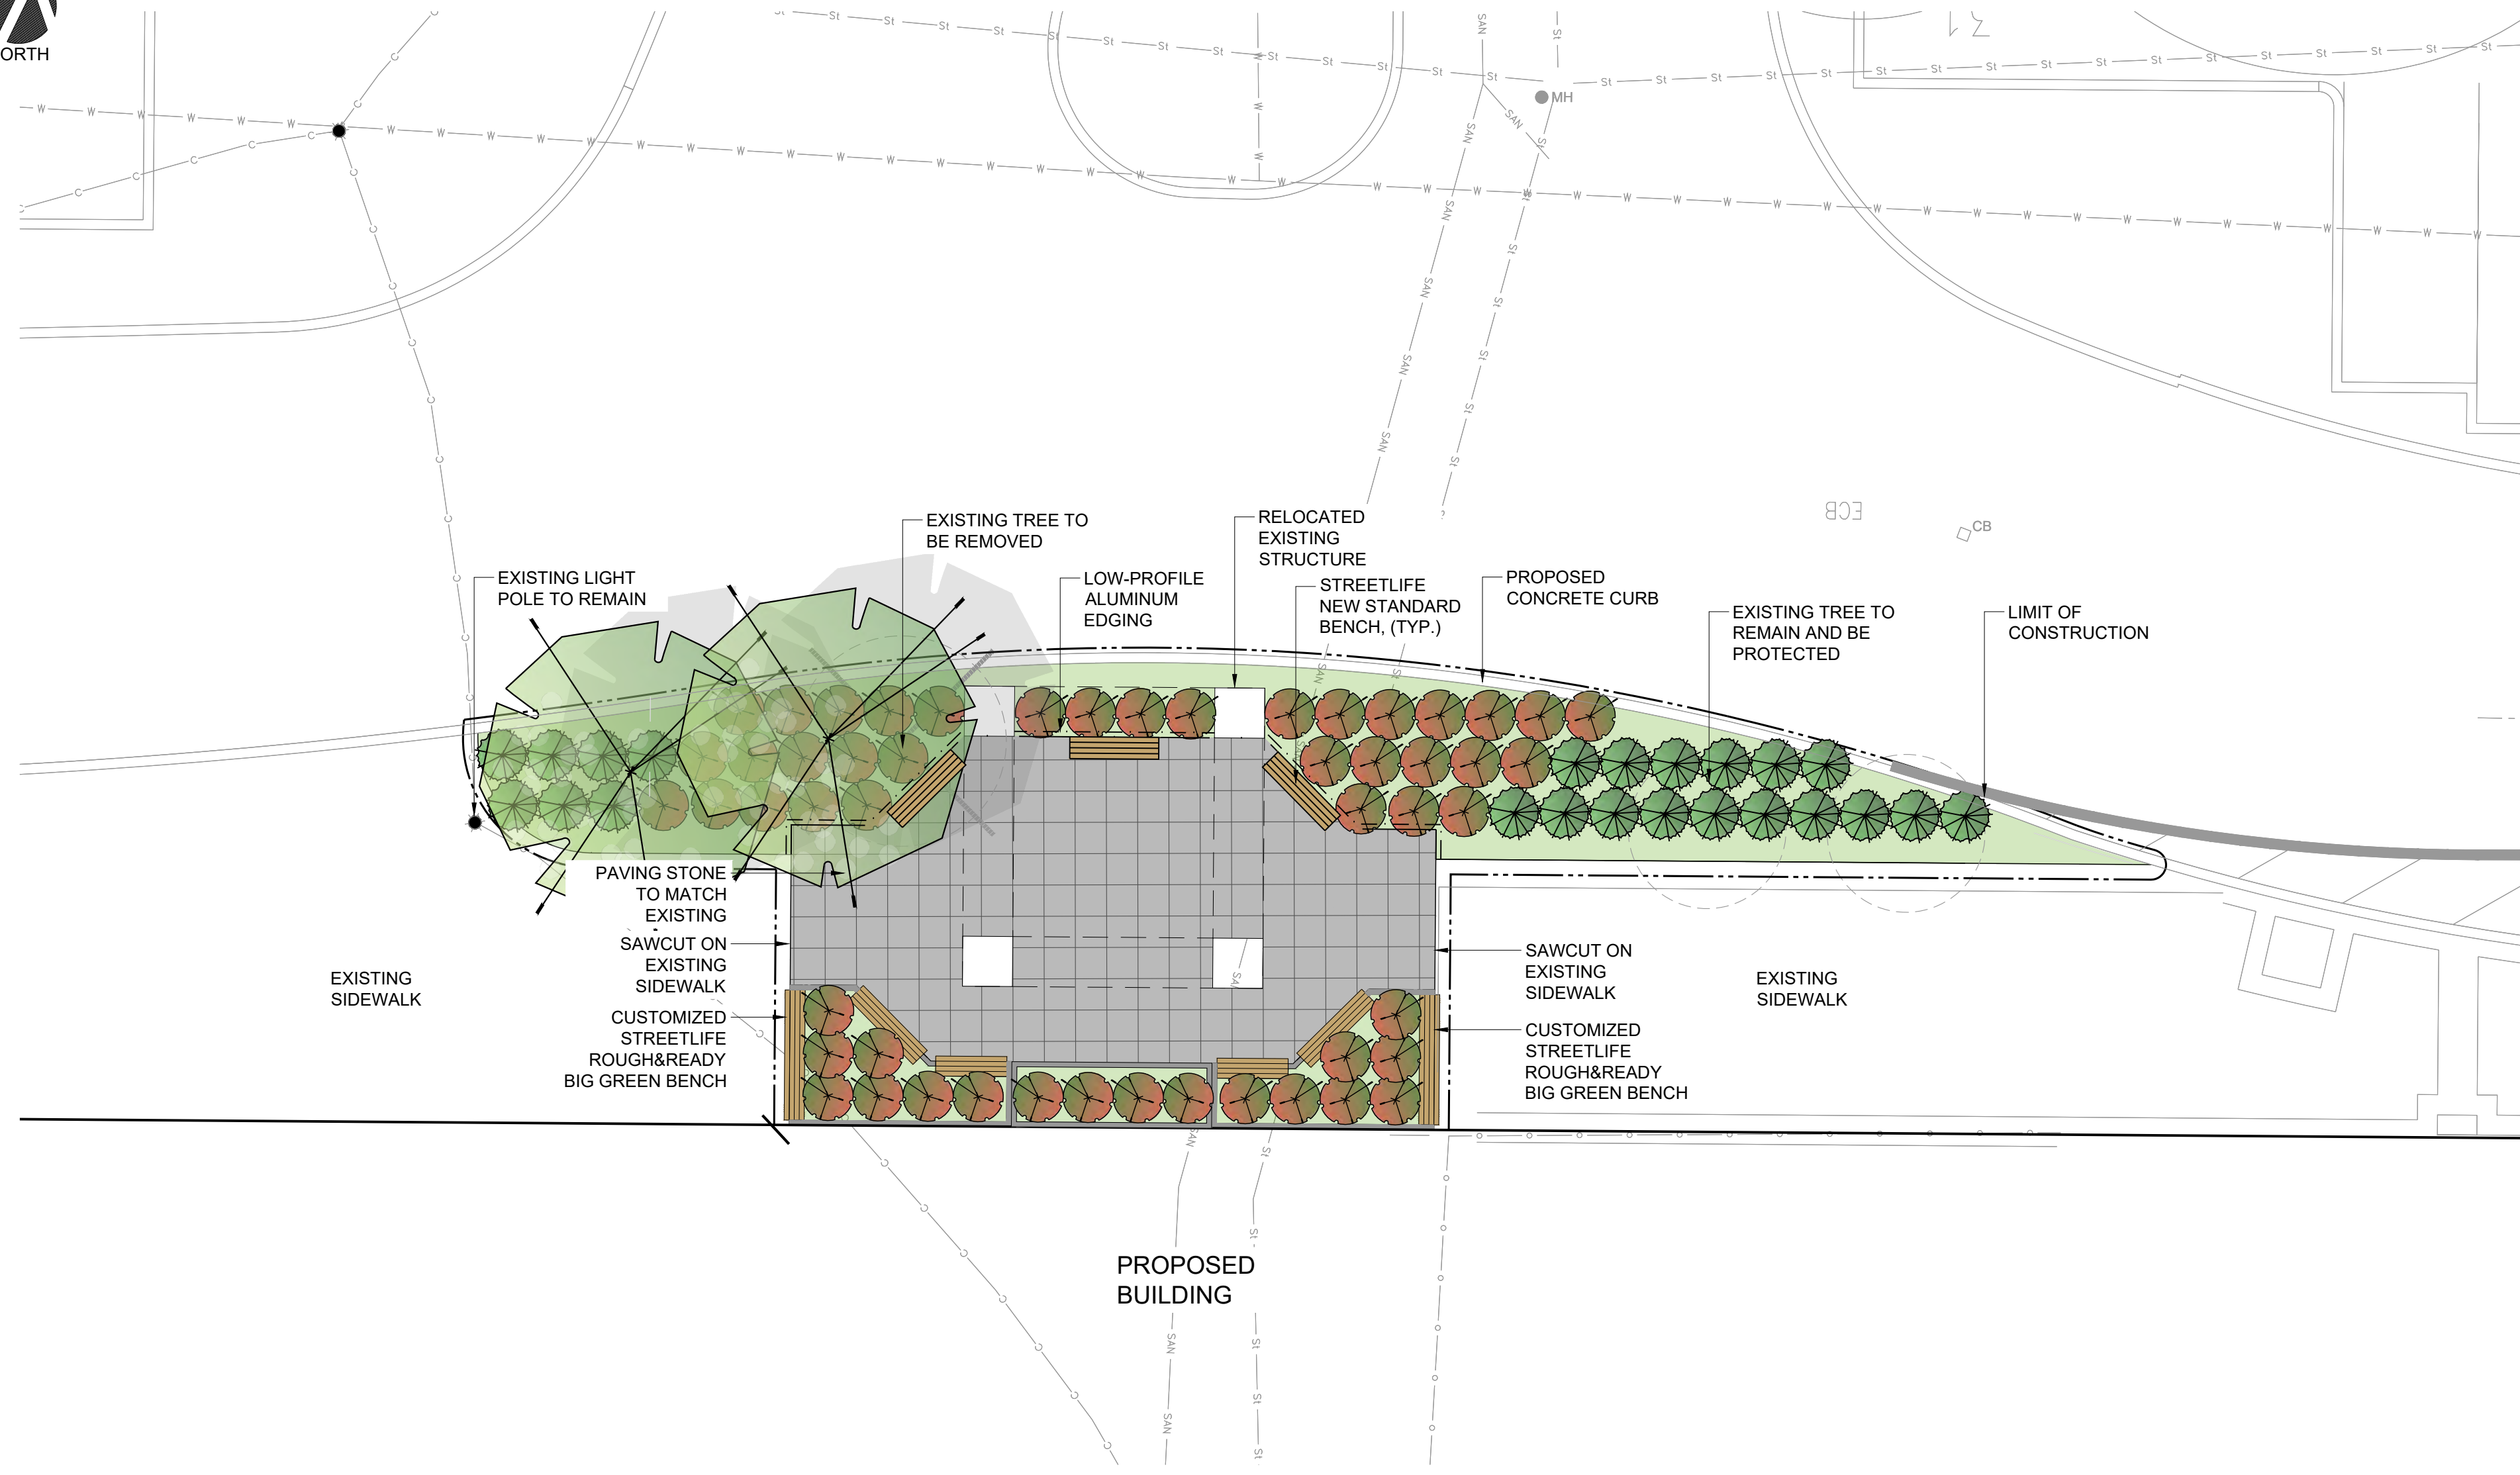 ORTH
31
MH
ECB
CB
EXISTING TREE TO
BE REMOVED
RELOCATED
EXISTING
STRUCTURE
EXISTING LIGHT
POLE TO REMAIN
LOW-PROFILE
ALUMINUM
EDGING
STREETLIFE
NEW STANDARD
BENCH, (TYP.)
PROPOSED
CONCRETE CURB
EXISTING TREE TO
REMAIN AND BE
PROTECTED
LIMIT OF
CONSTRUCTION
PAVING STONE
TO MATCH
EXISTING
SAWCUT ON
EXISTING
SIDEWALK
CUSTOMIZED
STREETLIFE
ROUGH&READY
BIG GREEN BENCH
EXISTING
SIDEWALK
SAWCUT ON
EXISTING
SIDEWALK
CUSTOMIZED
STREETLIFE
ROUGH&READY
BIG GREEN BENCH
EXISTING
SIDEWALK
PROPOSED
BUILDING